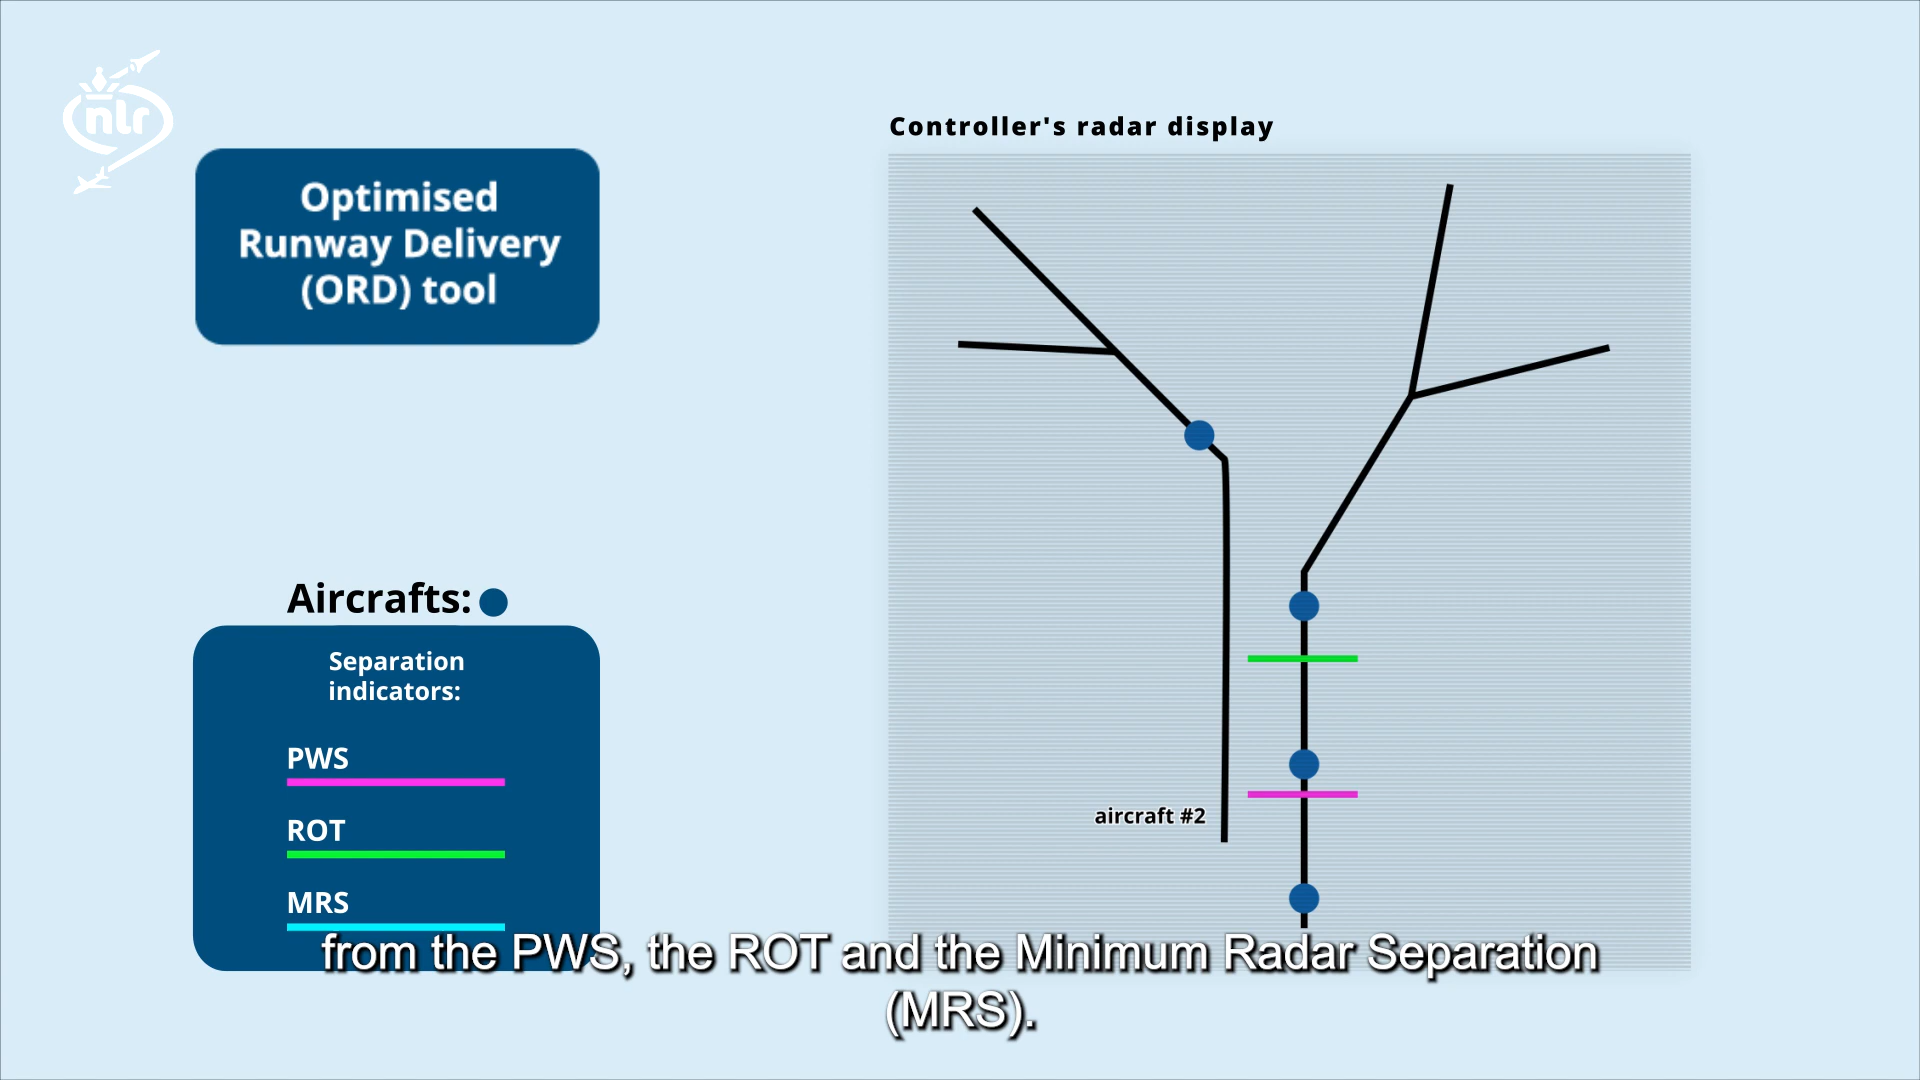 nlr
Optimised
Runway Delivery
(ORD) tool
Controller's radar display
Aircrafts:
Separation
indicators:
PWS
ROT
MRS
aircraft #2
from the PWS, the ROT and the Minimum Radar Separation
(MRS).